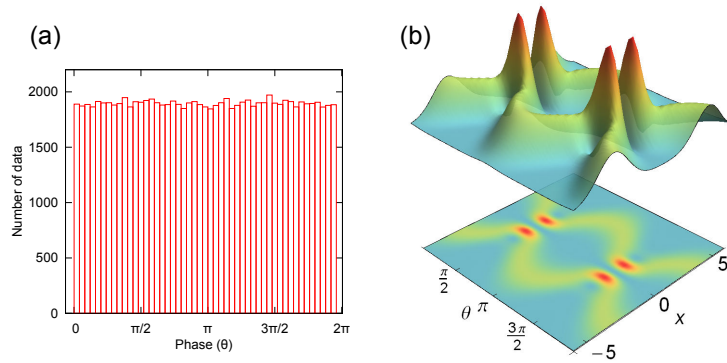 (a)
Number of data
2000
1500
1000
500
0
0 π/2 π 3π/2 2π
Phase (θ)
(b)
π/2
θ π
3π/2
−5
0
x
5